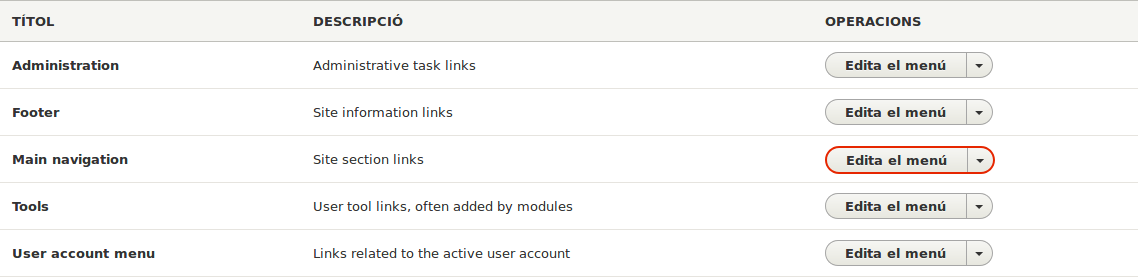 TÍTOL DESCRIPCIÓ OPERACIONS
Administration Administrative task links Edita el menú
Footer Site information links Edita el menú
Main navigation Site section links Edita el menú
Tools User tool links, often added by modules Edita el menú
User account menu Links related to the active user account Edita el menú